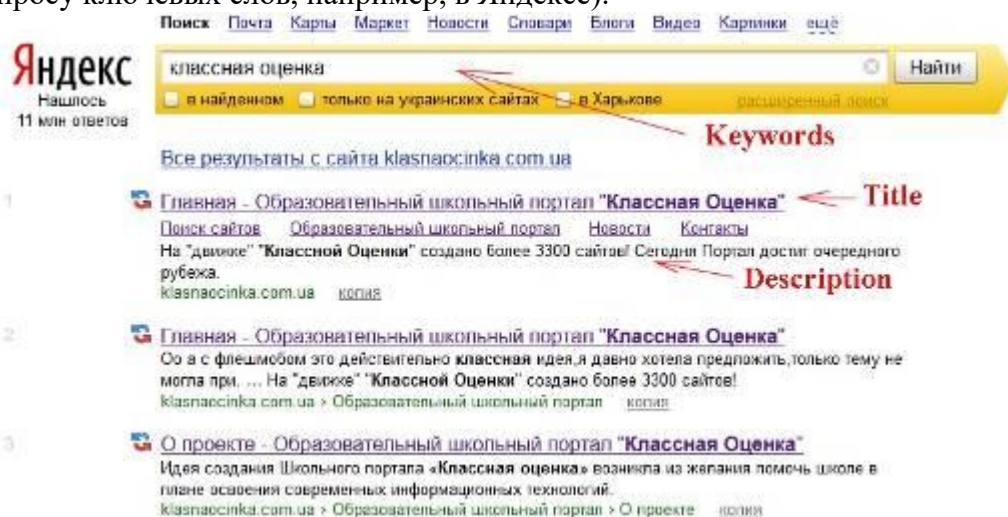 просу ключевых слов, например, в Яндексе).
Поиск Почта Карты Маркет Новости Словари Блоги Видео Картинки ещё
Яндекс
классная оценка
Найти
Нашлось
11 млн ответов
в найденном только на украинских сайтах в Харькове расширенный поиск
Keywords
Все результаты с сайта klasnaocinka.com.ua
1
Главная - Образовательный школьный портал "Классная Оценка"
Title
Поиск сайтов Образовательный школьный портал Новости Контакты
На "движке" "Классной Оценки" создано более 3300 сайтов! Сегодня Портал достиг очередного
рубежа.
Description
klasnaocinka.com.ua копия
2
Главная - Образовательный школьный портал "Классная Оценка"
Оо а с флешмобом это действительно классная идея,я давно хотела предложить,только тему не
могла при. ... На "движке" "Классной Оценки" создано более 3300 сайтов!
klasnaocinka.com.ua › Образовательный школьный портал копия
3
О проекте - Образовательный школьный портал "Классная Оценка"
Идея создания Школьного портала «Классная оценка» возникла из желания помочь школе в
плане освоения современных информационных технологий.
klasnaocinka.com.ua › Образовательный школьный портал › О проекте копия